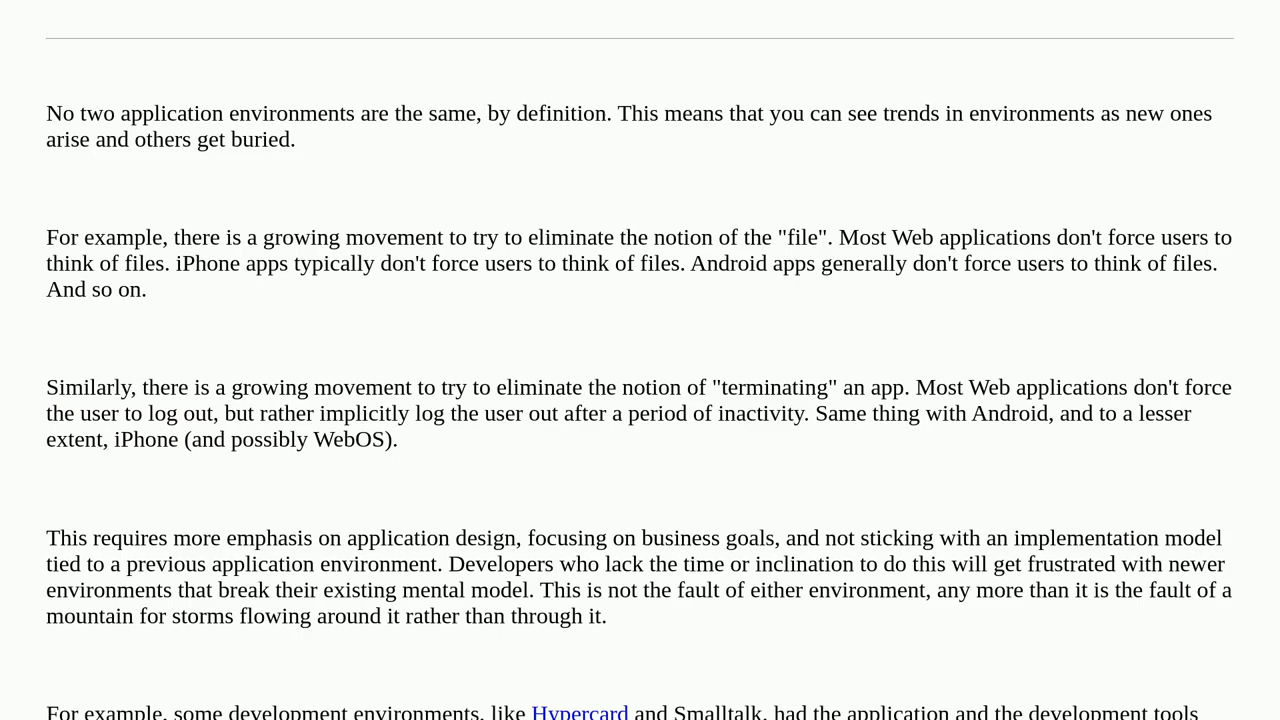 No two application environments are the same, by definition. This means that you can see trends in environments as new ones
arise and others get buried.
For example, there is a growing movement to try to eliminate the notion of the "file". Most Web applications don't force users to
think of files. iPhone apps typically don't force users to think of files. Android apps generally don't force users to think of files.
And so on.
Similarly, there is a growing movement to try to eliminate the notion of "terminating" an app. Most Web applications don't force
the user to log out, but rather implicitly log the user out after a period of inactivity. Same thing with Android, and to a lesser
extent, iPhone (and possibly WebOS).
This requires more emphasis on application design, focusing on business goals, and not sticking with an implementation model
tied to a previous application environment. Developers who lack the time or inclination to do this will get frustrated with newer
environments that break their existing mental model. This is not the fault of either environment, any more than it is the fault of a
mountain for storms flowing around it rather than through it.
For example, some development environments, like Hypercard and Smalltalk, had the application and the development tools